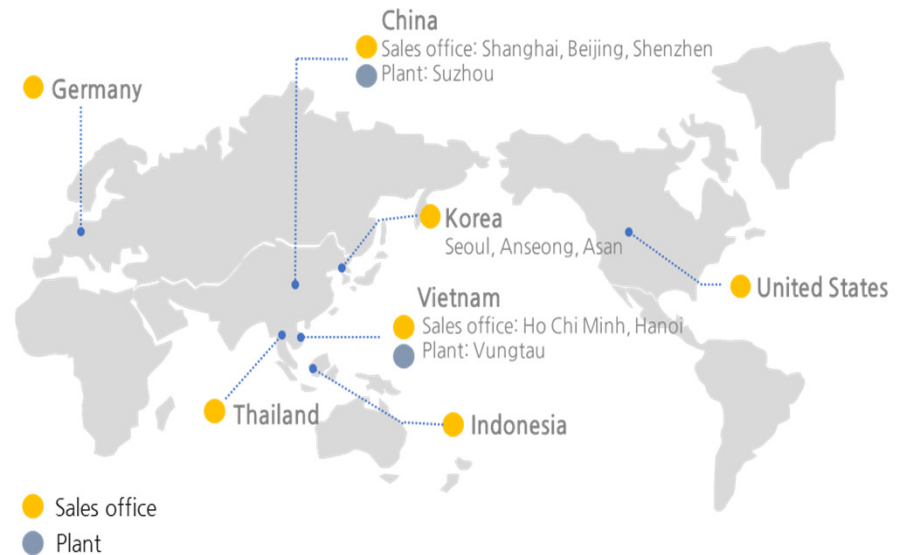 China
Sales office: Shanghai, Beijing, Shenzhen
Plant: Suzhou
Germany
Korea
Seoul, Anseong, Asan
United States
Vietnam
Sales office: Ho Chi Minh, Hanoi
Plant: Vungtau
Thailand
Indonesia
Sales office
Plant